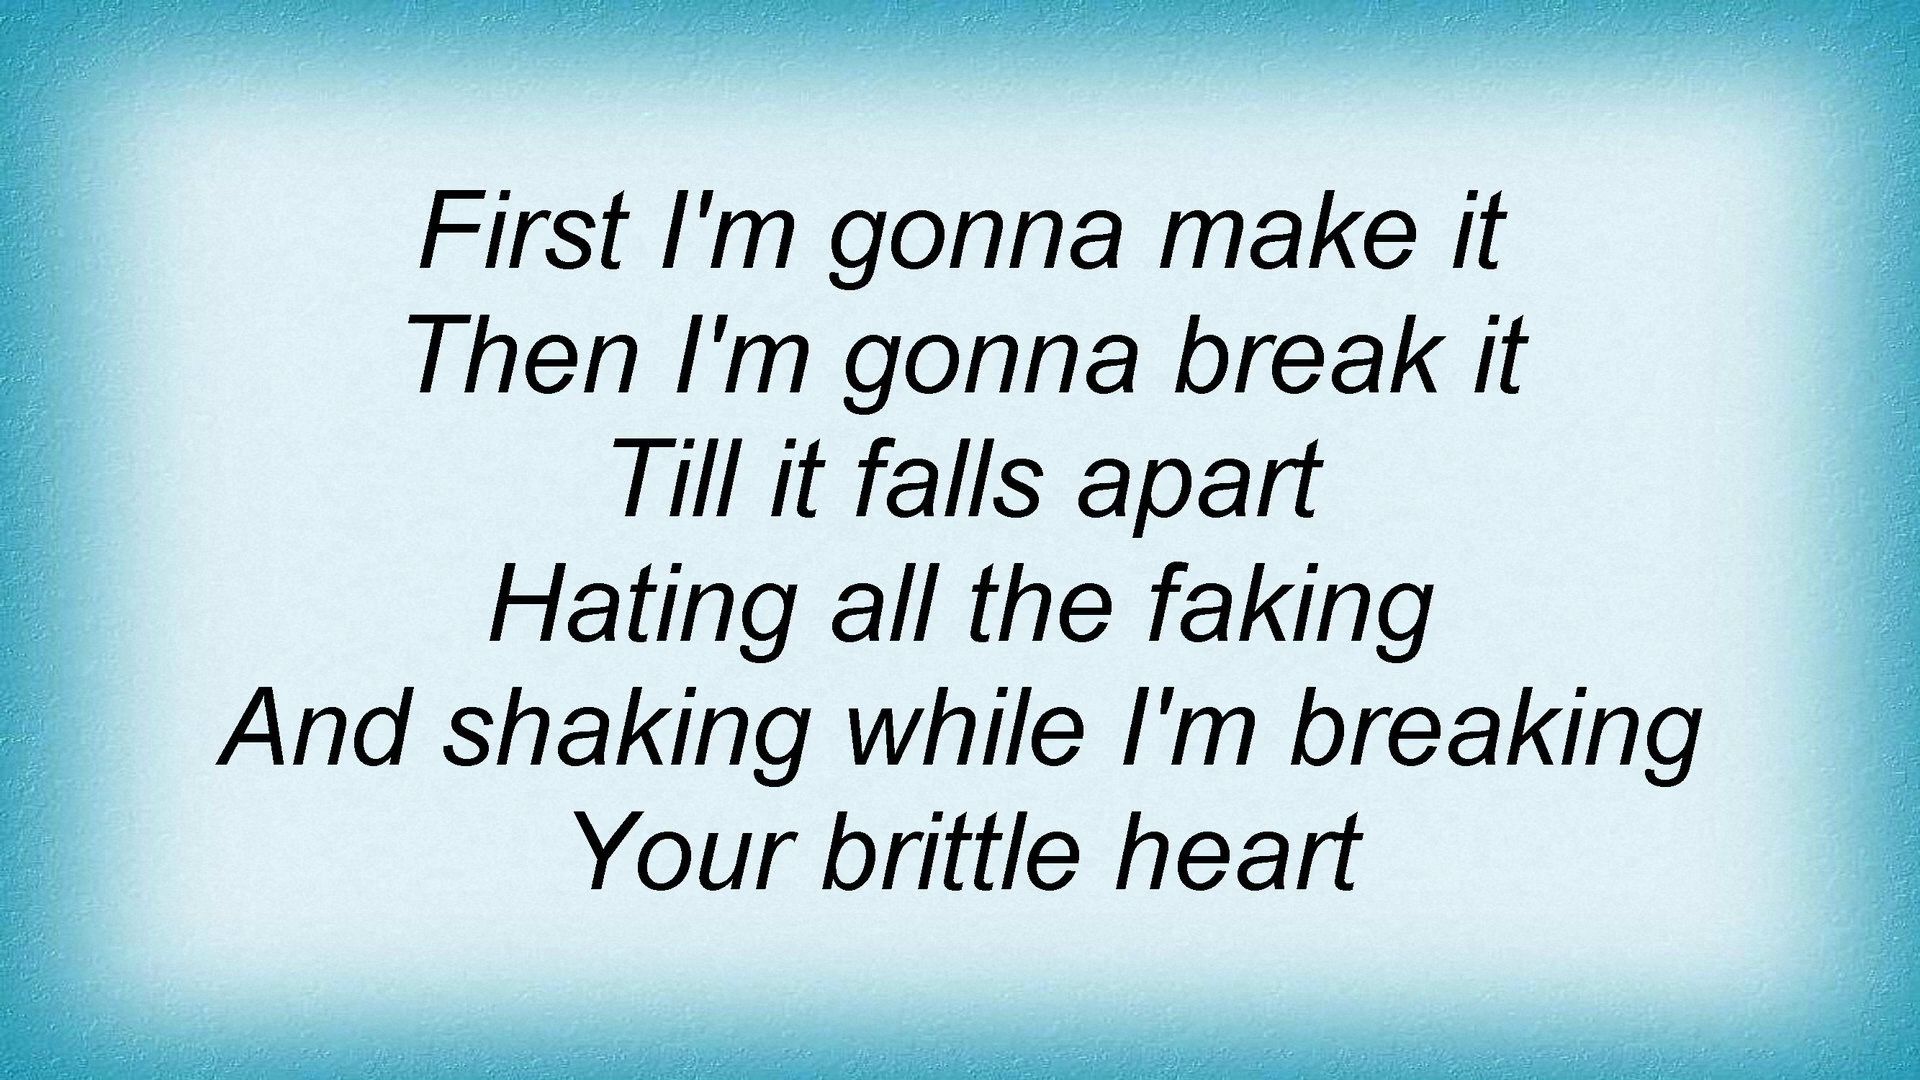 First I'm gonna make it
Then I'm gonna break it
Till it falls apart
Hating all the faking
And shaking while I'm breaking
Your brittle heart